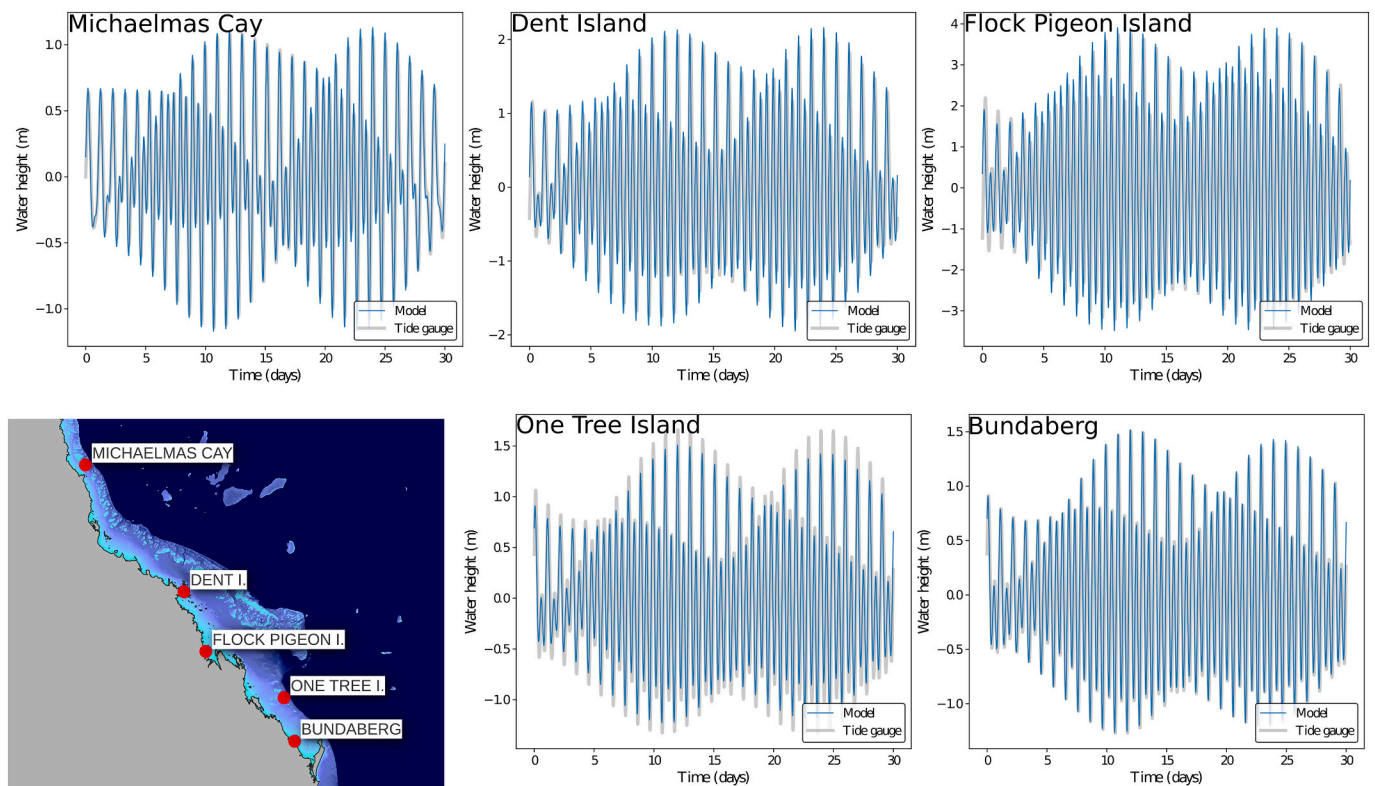 Michaelmas Cay
Water height (m)
1.0
0.5
0.0
−0.5
−1.0
0 5 10 15 20 25 30
Time (days)
Model
Tide gauge
Dent Island
Water height (m)
2
1
0
−1
−2
0 5 10 15 20 25 30
Time (days)
Model
Tide gauge
Flock Pigeon Island
Water height (m)
4
3
2
1
0
−1
−2
−3
0 5 10 15 20 25 30
Time (days)
Model
Tide gauge
MICHAELMAS CAY
DENT I.
FLOCK PIGEON I.
ONE TREE I.
BUNDABERG
One Tree Island
Water height (m)
1.5
1.0
0.5
0.0
−0.5
−1.0
0 5 10 15 20 25 30
Time (days)
Model
Tide gauge
Bundaberg
Water height (m)
1.5
1.0
0.5
0.0
−0.5
−1.0
0 5 10 15 20 25 30
Time (days)
Model
Tide gauge